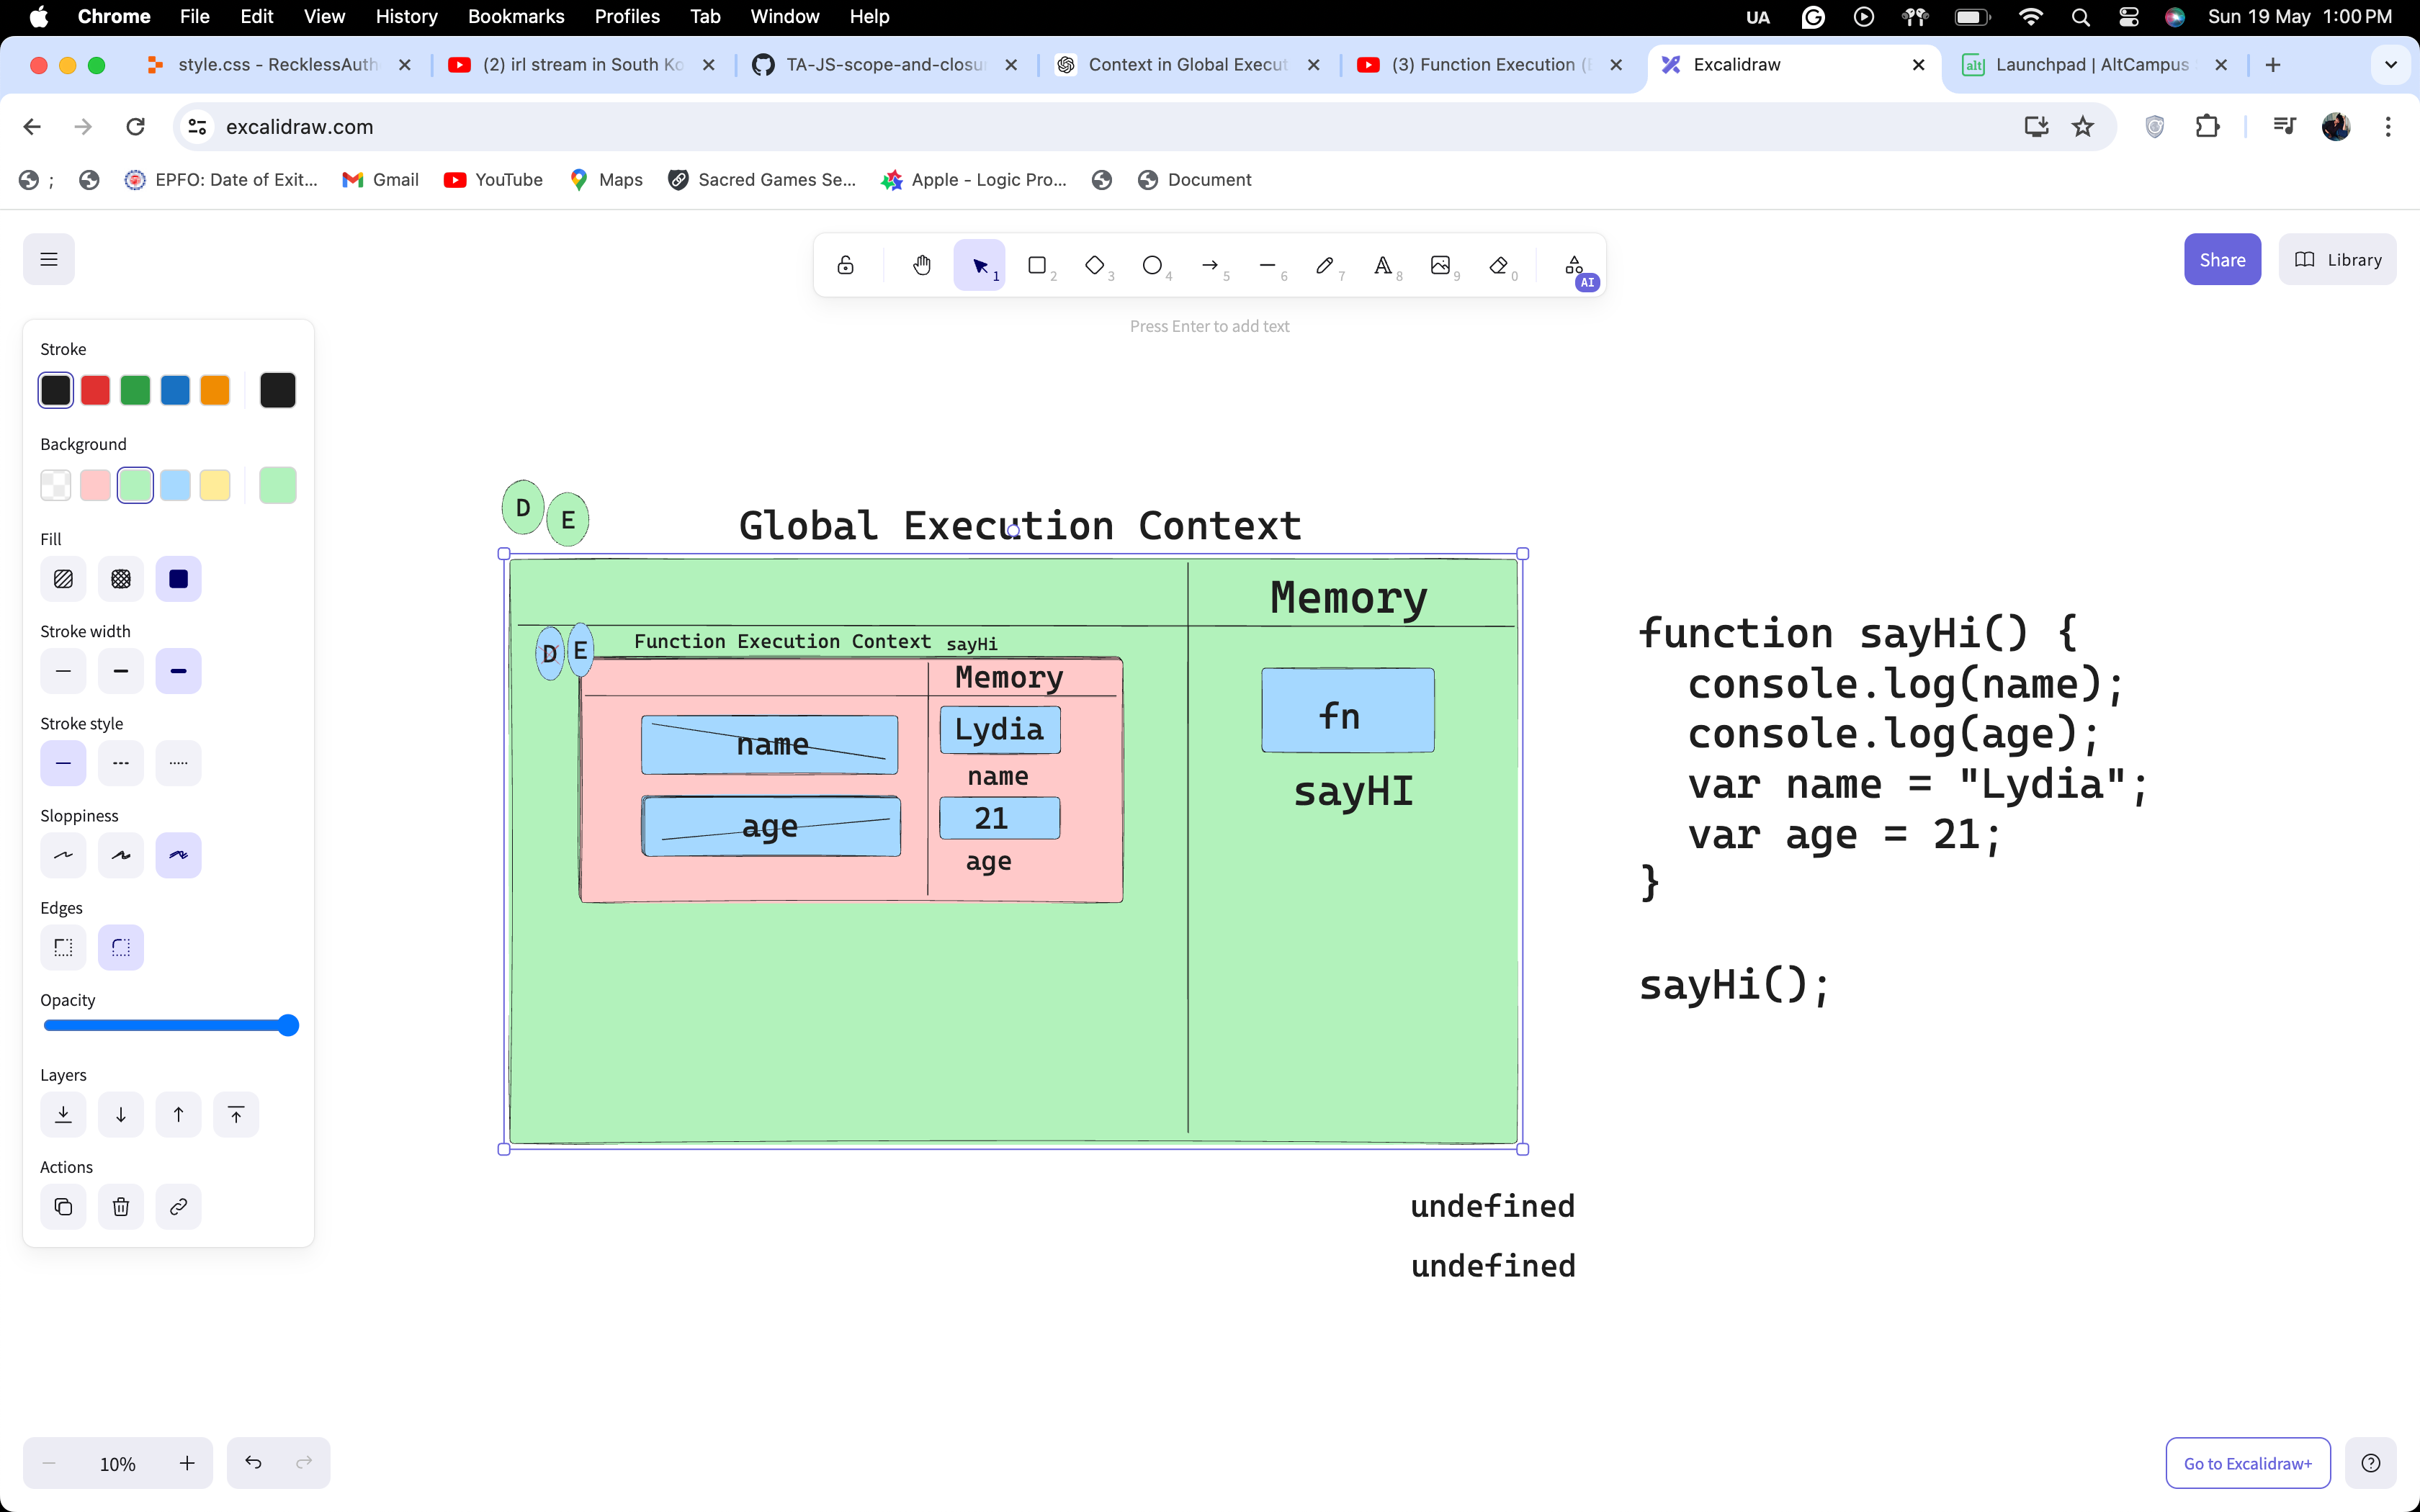 Chrome File Edit View History Bookmarks Profiles Tab Window Help UA Sun 19 May 1:00 PM
style.css - RecklessAuth (2) irl stream in South Ko TA-JS-scope-and-closu Context in Global Execut (3) Function Execution ( Excalidraw alt Launchpad | AltCampus
excalidraw.com
; EPFO: Date of Exit... Gmail YouTube Maps Sacred Games Se... Apple - Logic Pro... Document
1 2 3 4 5 6 7 8 9 0 AI
Share Library
Press Enter to add text
Stroke
Background
Fill
Stroke width
Stroke style
Sloppiness
Edges
Opacity
Layers
Actions
D E
Global Execution Context
Memory
D E Function Execution Context sayHi
Memory
name
Lydia
name
age
21
age
fn
sayHI
function sayHi() {
console.log(name);
console.log(age);
var name = "Lydia";
var age = 21;
}
sayHi();
undefined
undefined
10%
Go to Excalidraw+